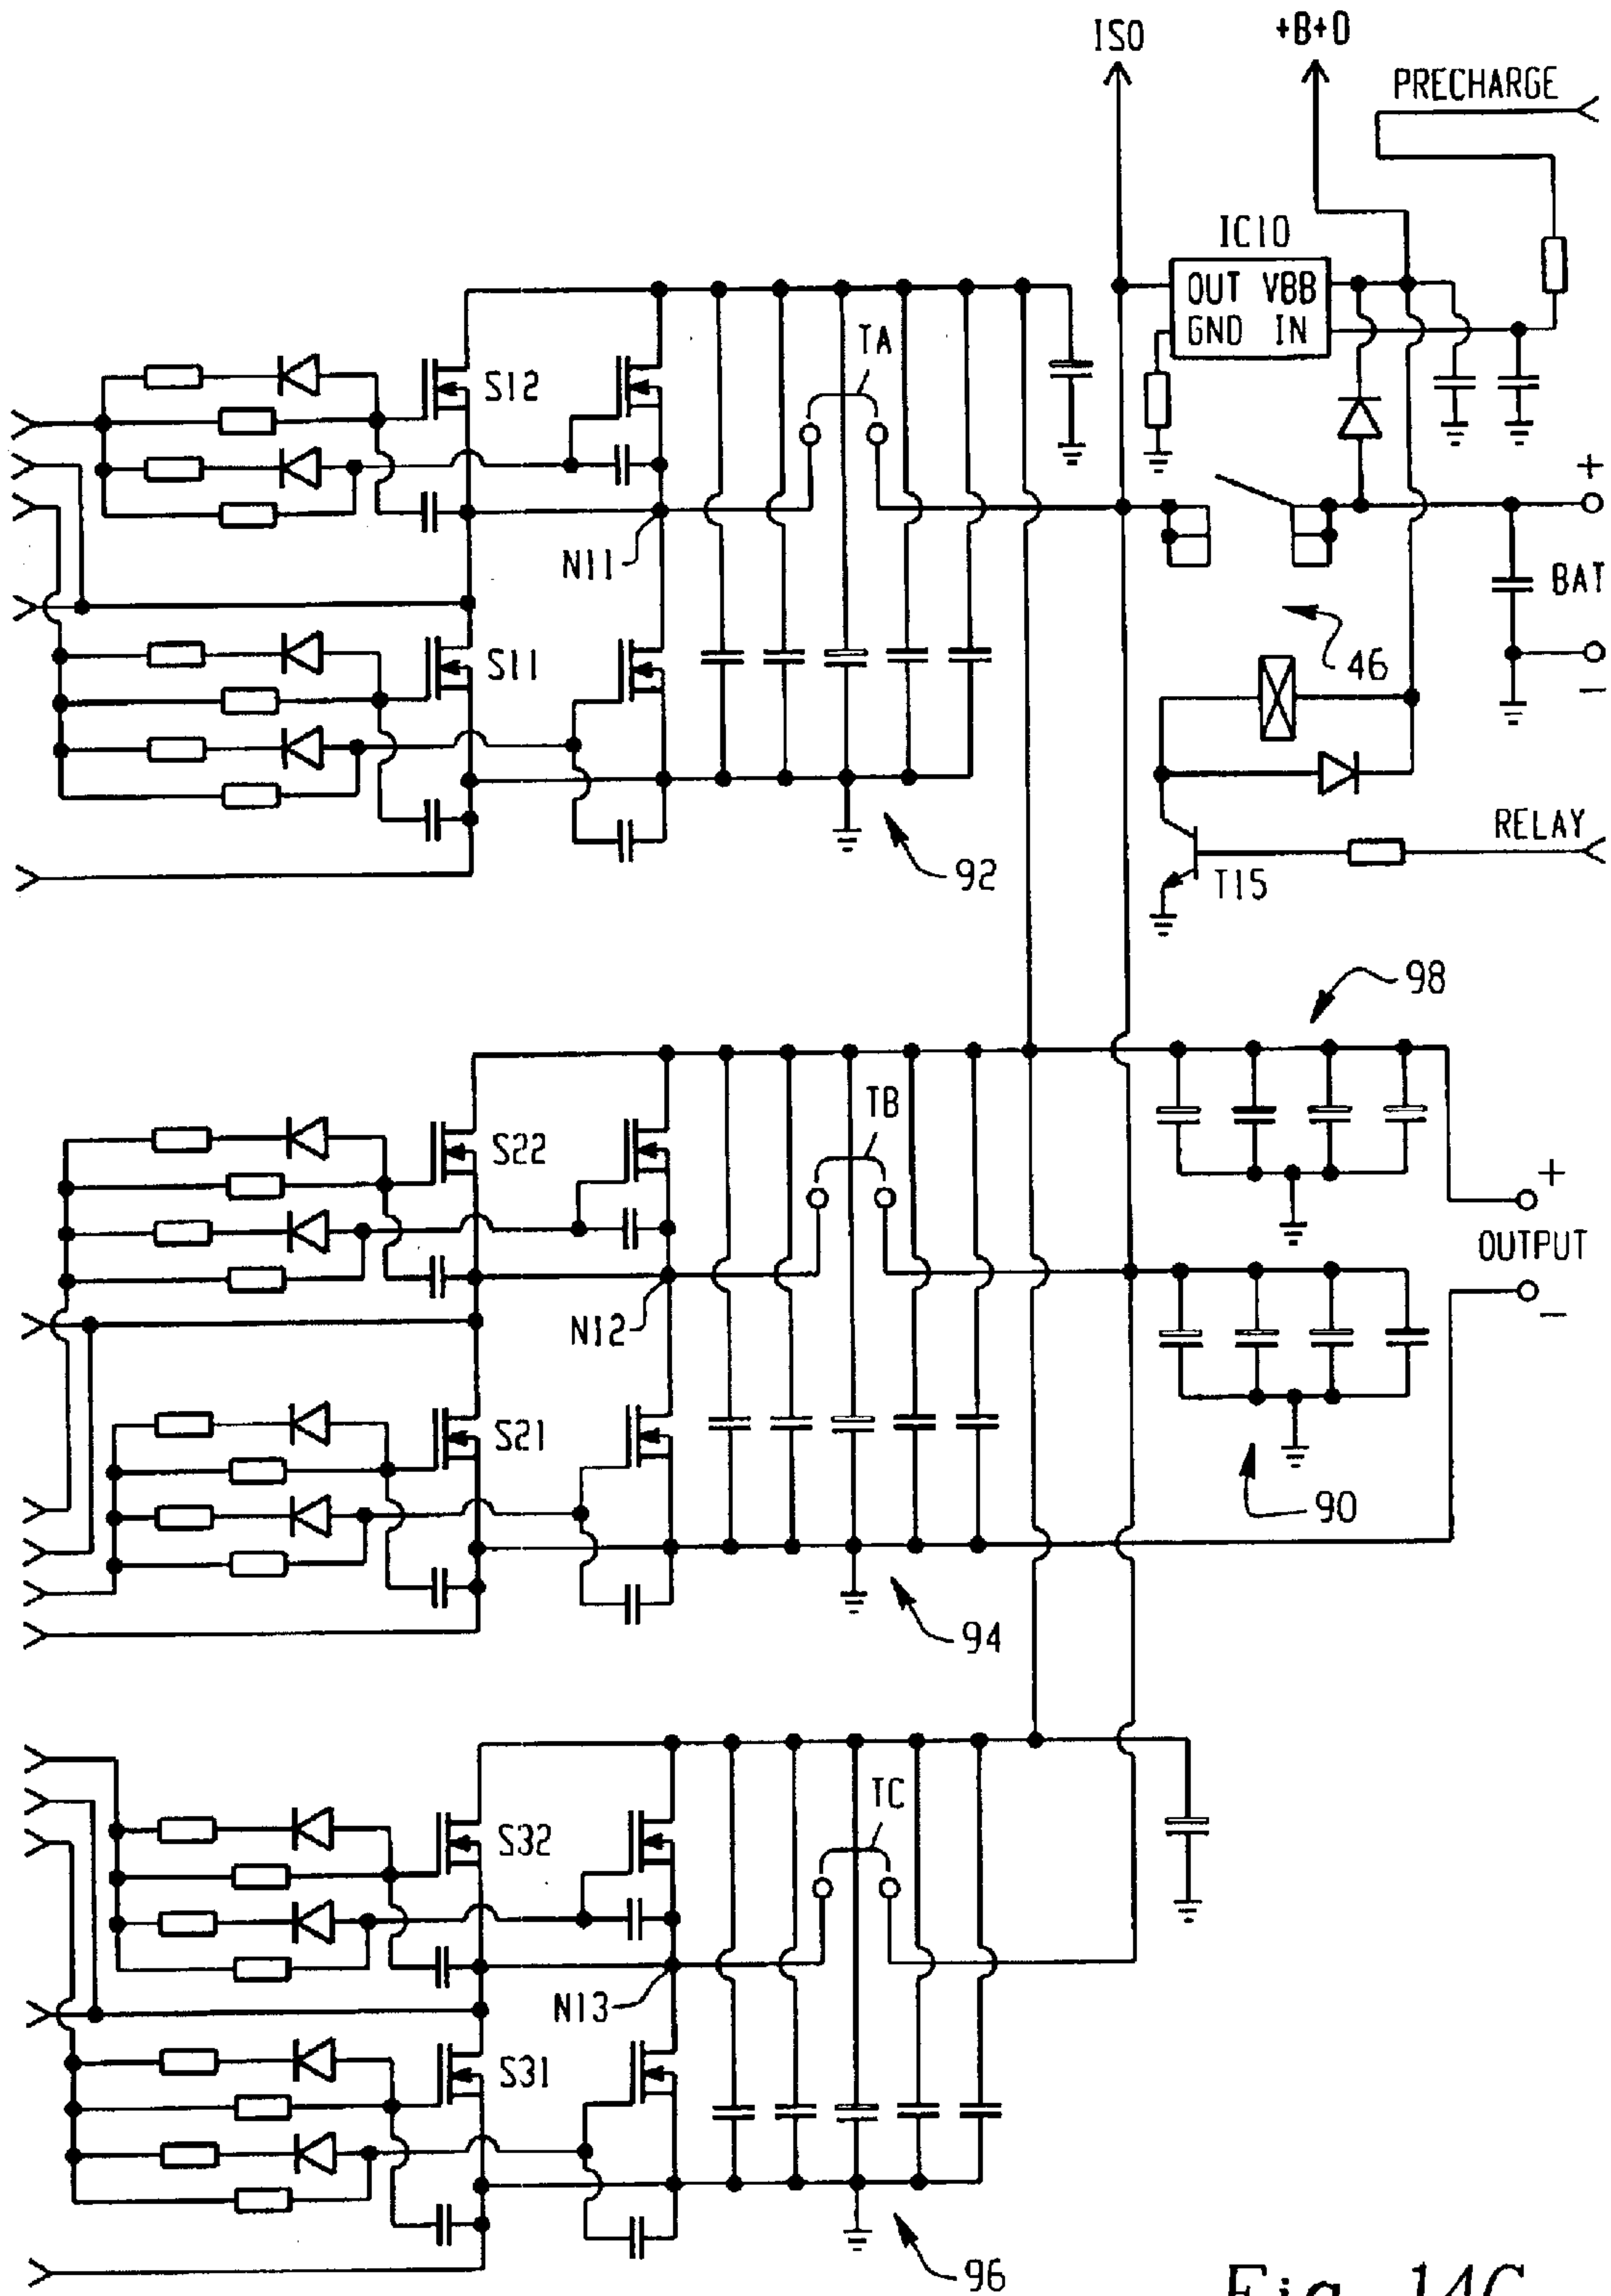 ISO
+B+D
PRECHARGE
IC10
OUT VBB
GND IN
TA
S12
N11
+
BAT
S11
46
−
RELAY
T15
92
98
TB
S22
+
OUTPUT
N12
−
S21
90
94
TC
S32
N13
S31
96
Fig. 14C